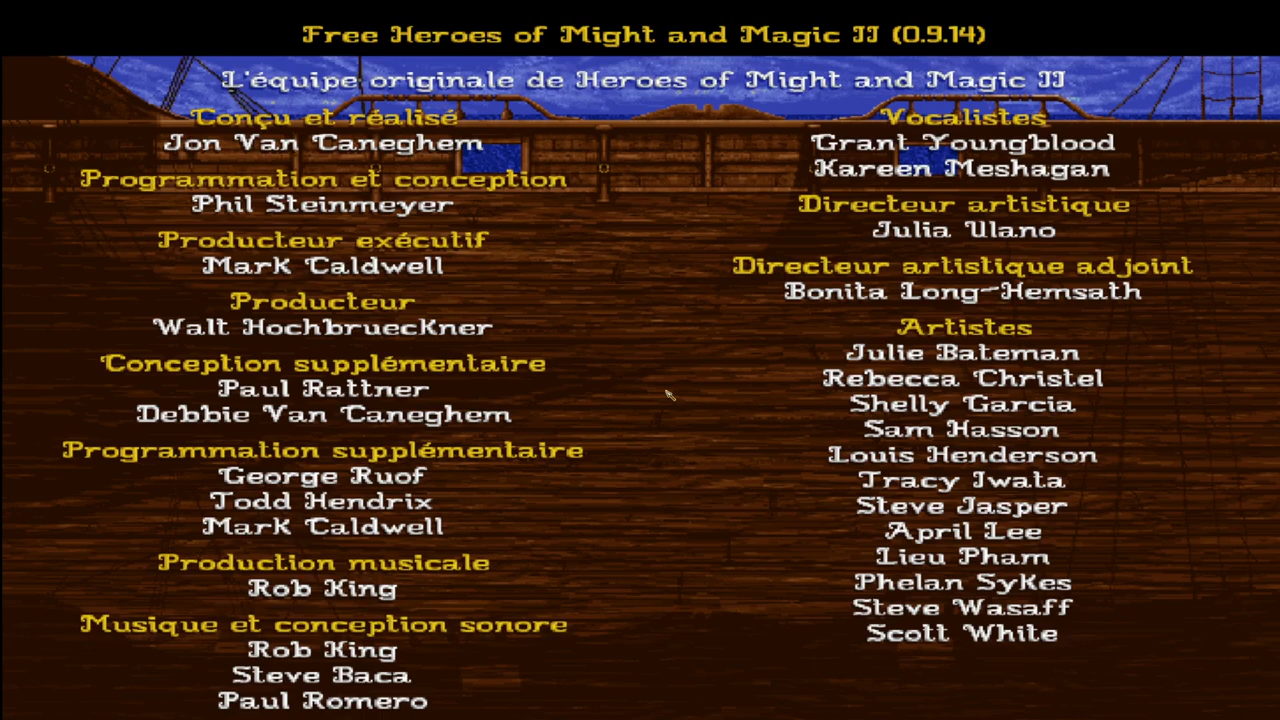 Free Heroes of Might and Magic II (0.9.14)
L'équipe originale de Heroes of Might and Magic II
Conçu et réalisé
Jon Van Caneghem
Programmation et conception
Phil Steinmeyer
Producteur exécutif
Mark Caldwell
Producteur
Walt Hochbrueckner
Conception supplémentaire
Paul Rattner
Debbie Van Caneghem
Programmation supplémentaire
George Ruof
Todd Hendrix
Mark Caldwell
Production musicale
Rob King
Musique et conception sonore
Rob King
Steve Baca
Paul Romero
Vocalistes
Grant Youngblood
Kareen Meshagan
Directeur artistique
Julia Ulano
Directeur artistique adjoint
Bonita Long-Hemsath
Artistes
Julie Bateman
Rebecca Christel
Shelly Garcia
Sam Hasson
Louis Henderson
Tracy Iwata
Steve Jasper
April Lee
Lieu Pham
Phelan Sykes
Steve Wasaff
Scott White